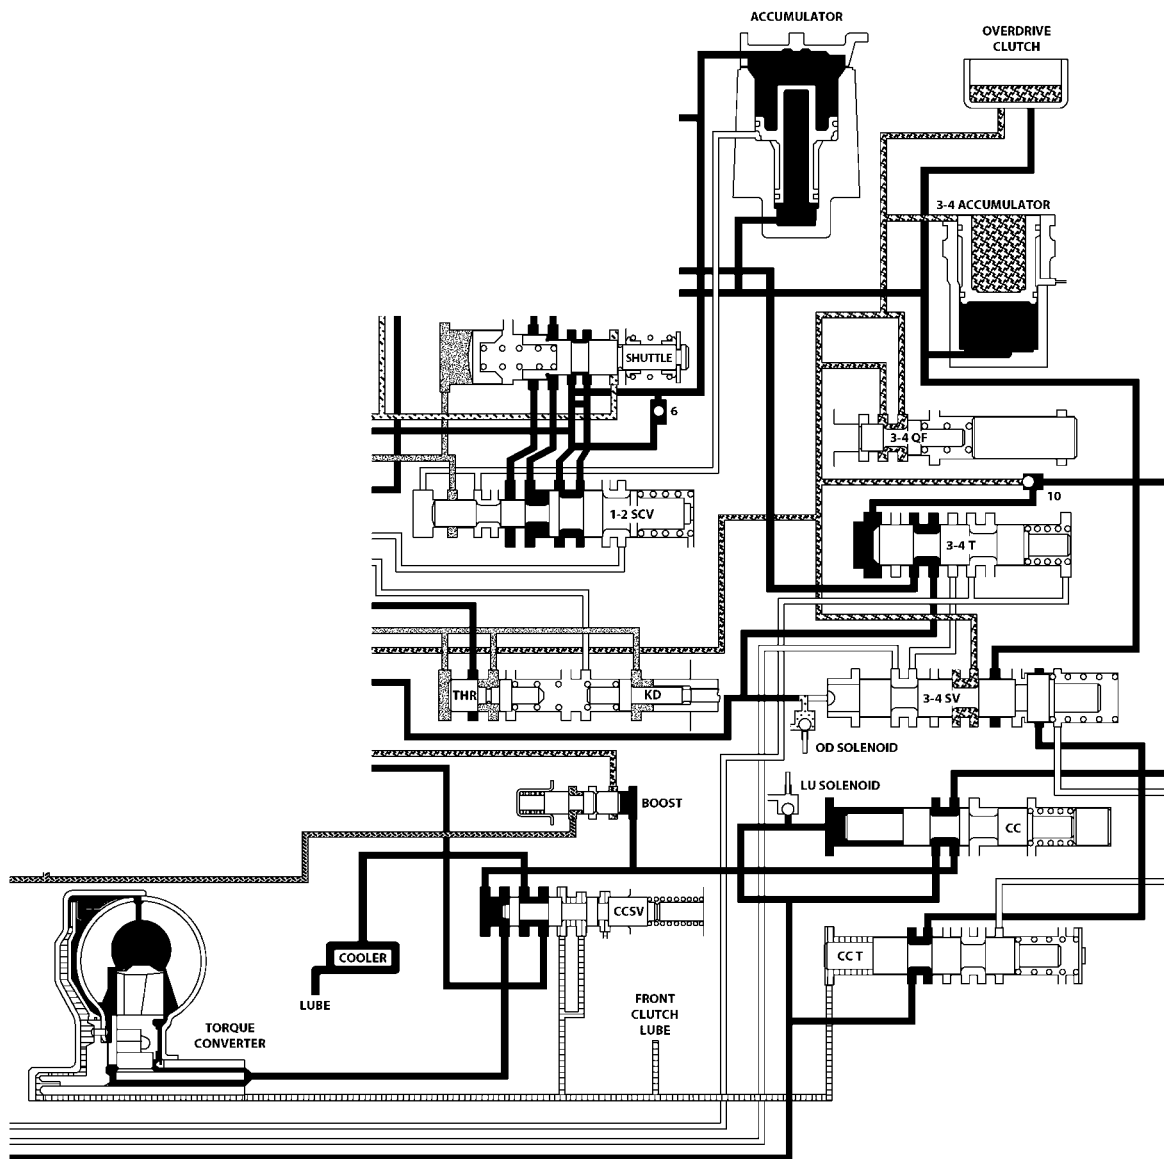 ACCUMULATOR
OVERDRIVE
CLUTCH
3-4 ACCUMULATOR
SHUTTLE
6
3-4 QF
10
1-2 SCV
3-4 T
THR
KD
3-4 SV
OD SOLENOID
LU SOLENOID
BOOST
CC
CCSV
COOLER
CC T
LUBE
FRONT
CLUTCH
LUBE
TORQUE
CONVERTER